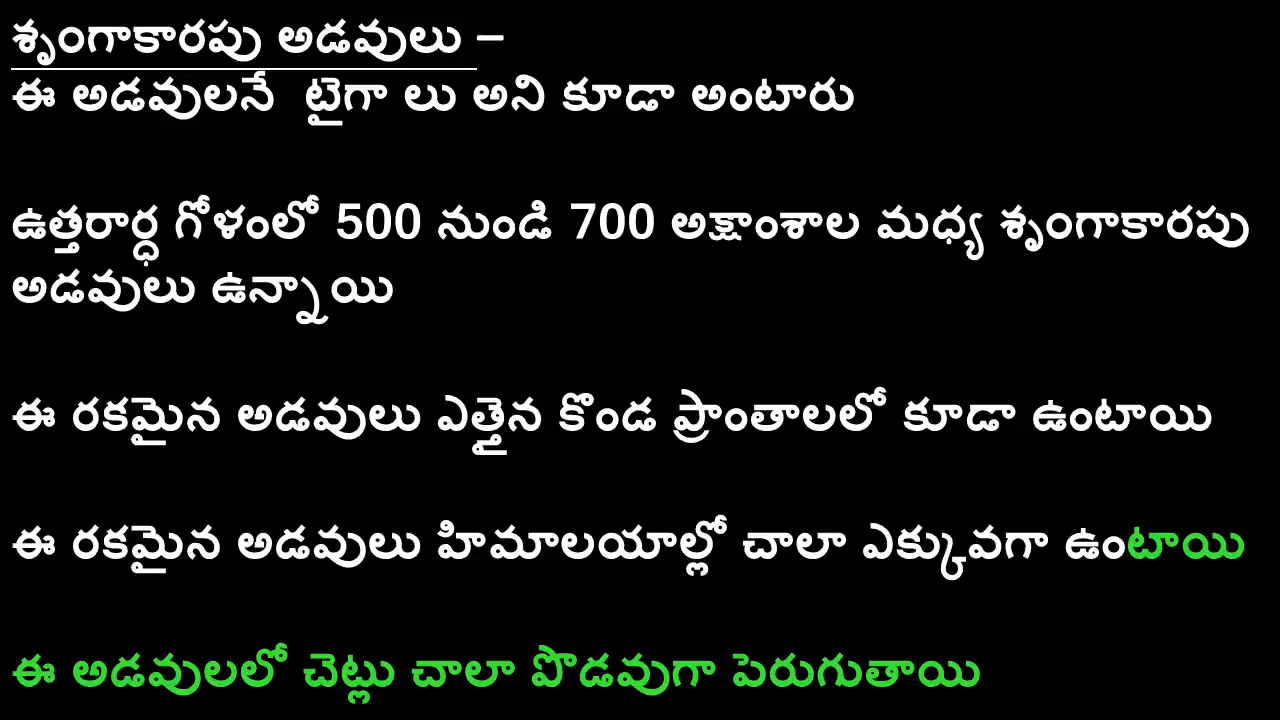 శృంగాకారపు అడవులు –
ఈ అడవులనే టైగా లు అని కూడా అంటారు
ఉత్తరార్ధ గోళంలో 500 నుండి 700 అక్షాంశాల మధ్య శృంగాకారపు
అడవులు ఉన్నాయి
ఈ రకమైన అడవులు ఎత్తైన కొండ ప్రాంతాలలో కూడా ఉంటాయి
ఈ రకమైన అడవులు హిమాలయాల్లో చాలా ఎక్కువగా ఉంటాయి
ఈ అడవులలో చెట్లు చాలా పొడవుగా పెరుగుతాయి